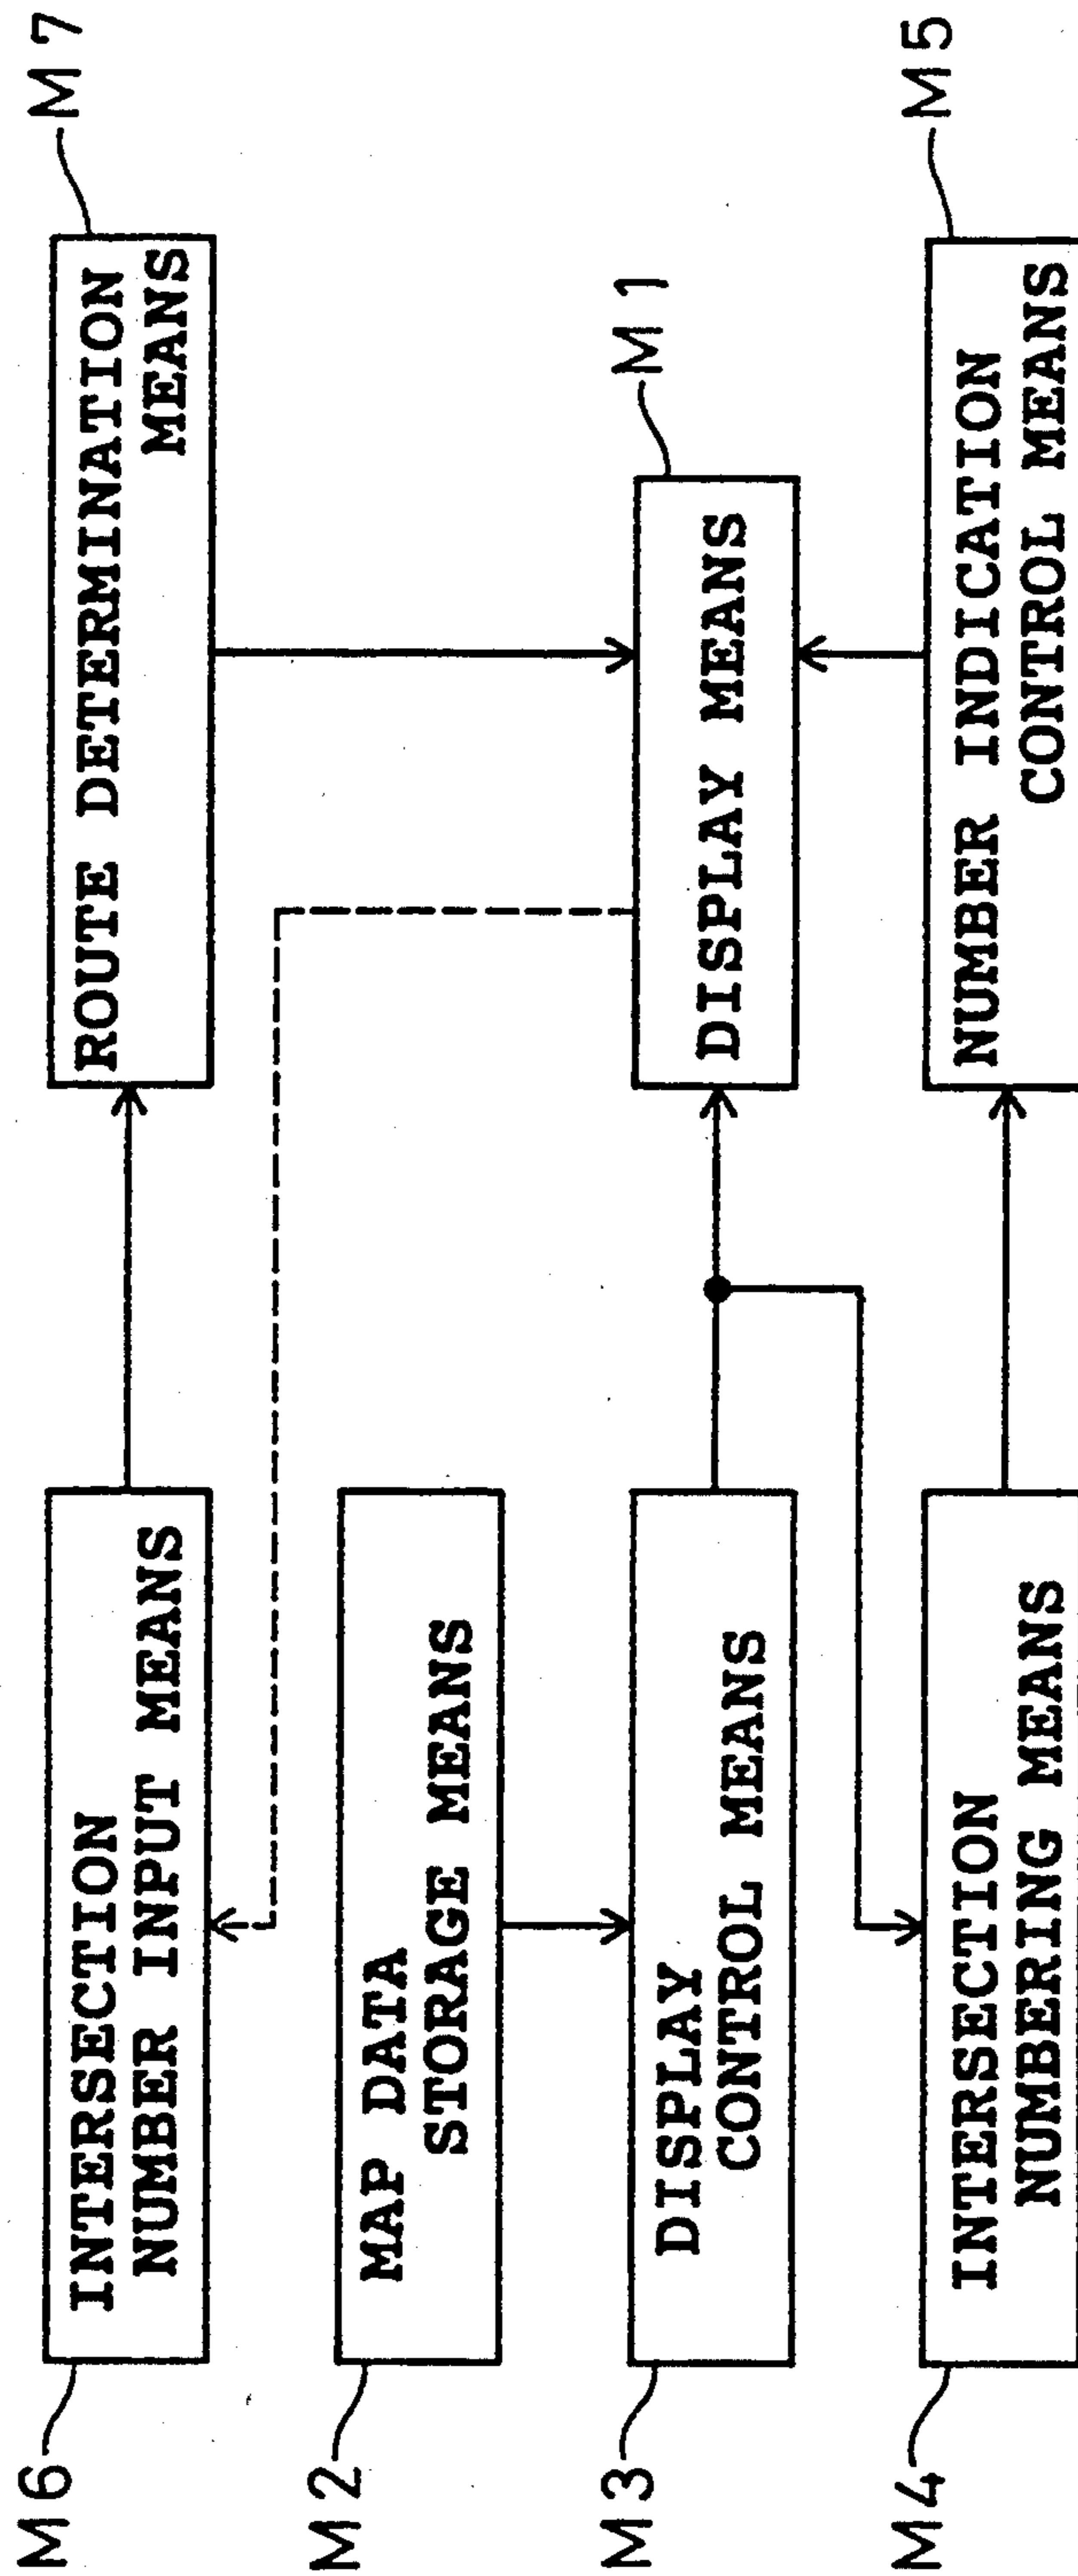 M6
INTERSECTION
NUMBER INPUT MEANS
ROUTE DETERMINATION
MEANS
M7
M2
MAP DATA
STORAGE MEANS
M3
DISPLAY
CONTROL MEANS
DISPLAY MEANS
M1
M4
INTERSECTION
NUMBERING MEANS
NUMBER INDICATION
CONTROL MEANS
M5